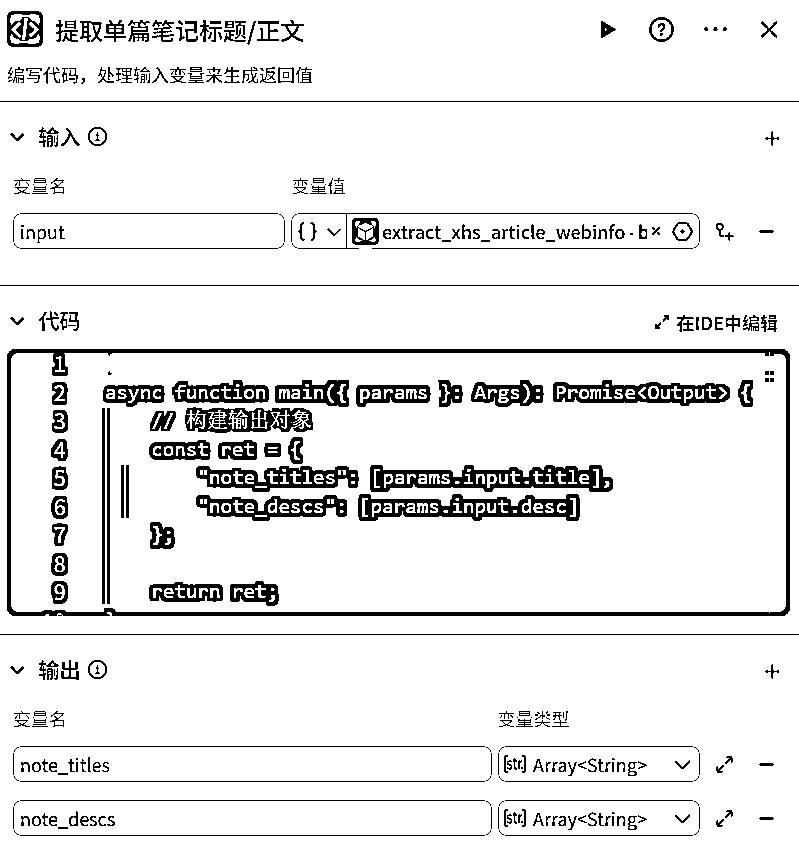 提取单篇笔记标题/正文
编写代码，处理输入变量来生成返回值
输入
变量名 变量值
input {} extract_xhs_article_webinfo - b
代码 在IDE中编辑
1
2 async function main({ params }: Args): Promise<Output> {
3 // 构建输出对象
4 const ret = {
5 "note_titles": [params.input.title],
6 "note_descs": [params.input.desc]
7 };
8
9 return ret;
输出
变量名 变量类型
note_titles [str] Array<String>
note_descs [str] Array<String>